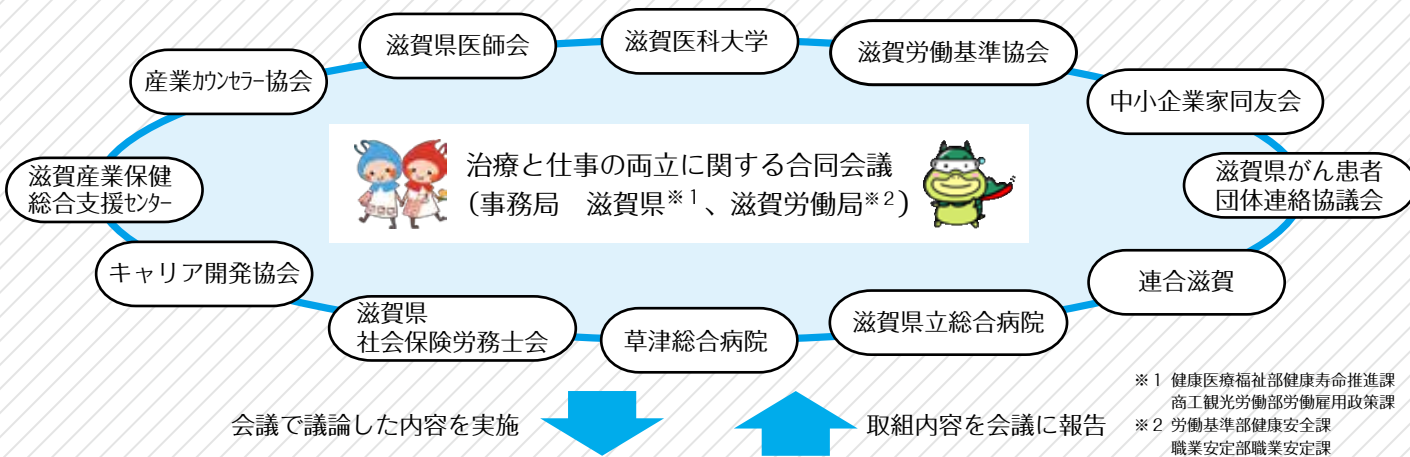 滋賀県医師会
滋賀医科大学
滋賀労働基準協会
産業カウンセラー協会
中小企業家同友会
滋賀産業保健
総合支援センター
治療と仕事の両立に関する合同会議
(事務局　滋賀県※1、滋賀労働局※2)
滋賀県がん患者
団体連絡協議会
キャリア開発協会
連合滋賀
滋賀県
社会保険労務士会
草津総合病院
滋賀県立総合病院
会議で議論した内容を実施
取組内容を会議に報告
※1 健康医療福祉部健康寿命推進課
商工観光労働部労働雇用政策課
※2 労働基準部健康安全課
職業安定部職業安定課